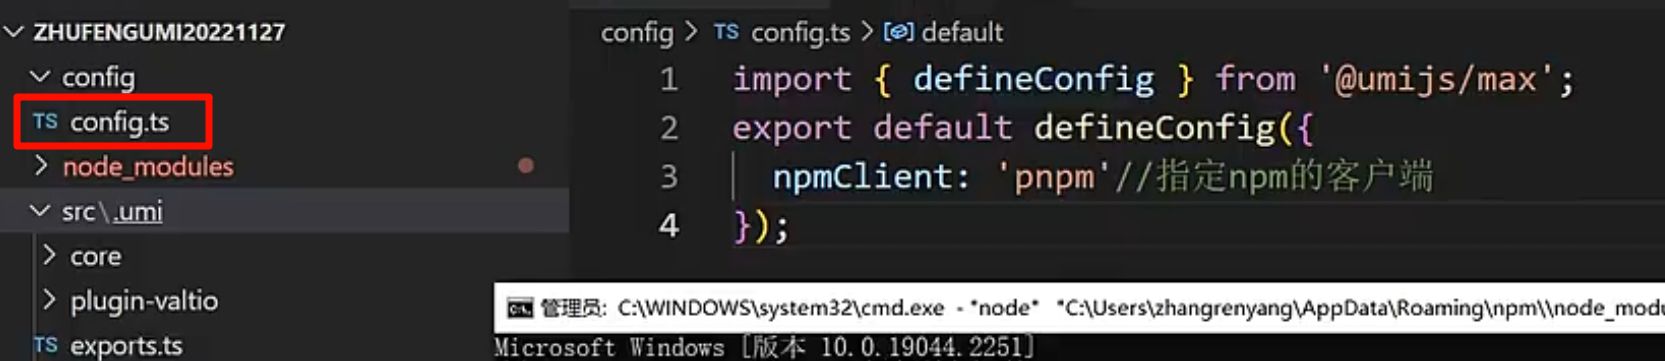 ZHUFENGUMI20221127
config
TS config.ts
node_modules
src\.umi
core
plugin-valtio
TS exports.ts
config > TS config.ts > default
1 import { defineConfig } from '@umijs/max';
2 export default defineConfig({
3 npmClient: 'pnpm'//指定npm的客户端
4 });
管理员: C:\WINDOWS\system32\cmd.exe - "node" "C:\Users\zhangrenyang\AppData\Roaming\npm\\node_modu
Microsoft Windows [版本 10.0.19044.2251]